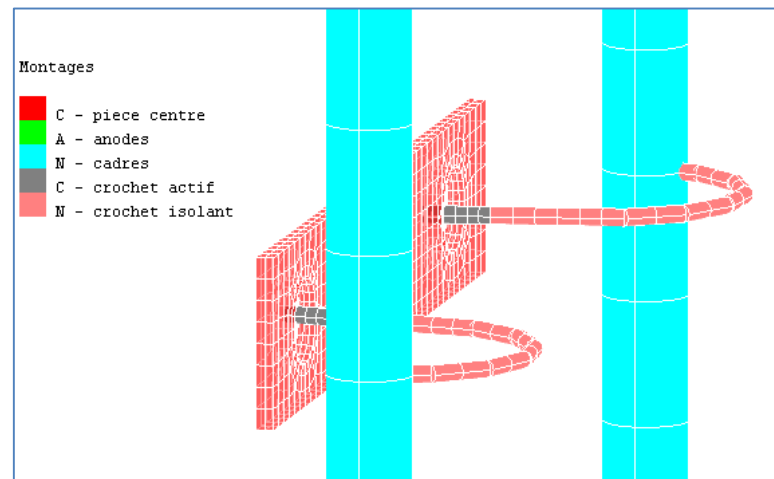 Montages
C - piece centre
A - anodes
N - cadres
C - crochet actif
N - crochet isolant